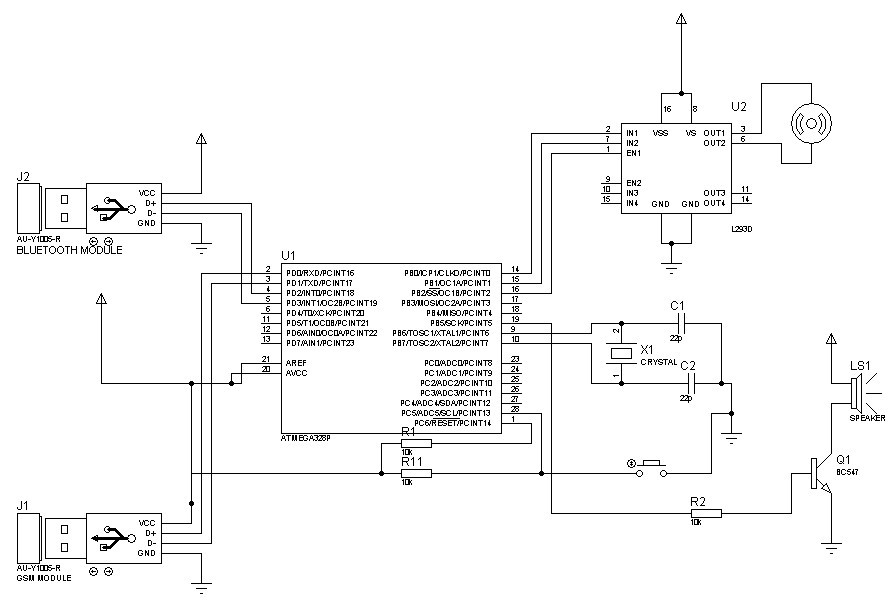 J2
VCC
D+
D-
GND
AU-Y1005-R
BLUETOOTH MODULE
U1
2 PD0/RXD/PCINT16
3 PD1/TXD/PCINT17
4 PD2/INT0/PCINT18
5 PD3/INT1/OC2B/PCINT19
6 PD4/T0/XCK/PCINT20
11 PD5/T1/OC0B/PCINT21
12 PD6/AIN0/OC0A/PCINT22
13 PD7/AIN1/PCINT23
21 AREF
20 AVCC
PB0/ICP1/CLKO/PCINT0 14
PB1/OC1A/PCINT1 15
PB2/SS/OC1B/PCINT2 16
PB3/MOSI/OC2A/PCINT3 17
PB4/MISO/PCINT4 18
PB5/SCK/PCINT5 19
PB6/TOSC1/XTAL1/PCINT6 9
PB7/TOSC2/XTAL2/PCINT7 10
PC0/ADC0/PCINT8 23
PC1/ADC1/PCINT9 24
PC2/ADC2/PCINT10 25
PC3/ADC3/PCINT11 26
PC4/ADC4/SDA/PCINT12 27
PC5/ADC5/SCL/PCINT13 28
PC6/RESET/PCINT14 1
ATMEGA328P
U2
16 8
2 IN1 VSS VS OUT1 3
7 IN2 OUT2 6
1 EN1
9 EN2
10 IN3 OUT3 11
15 IN4 GND GND OUT4 14
L293D
C1
22p
2
X1
CRYSTAL
1
C2
22p
LS1
SPEAKER
R1
10k
R11
10k
Q1
BC547
R2
10k
J1
VCC
D+
D-
GND
AU-Y1005-R
GSM MODULE